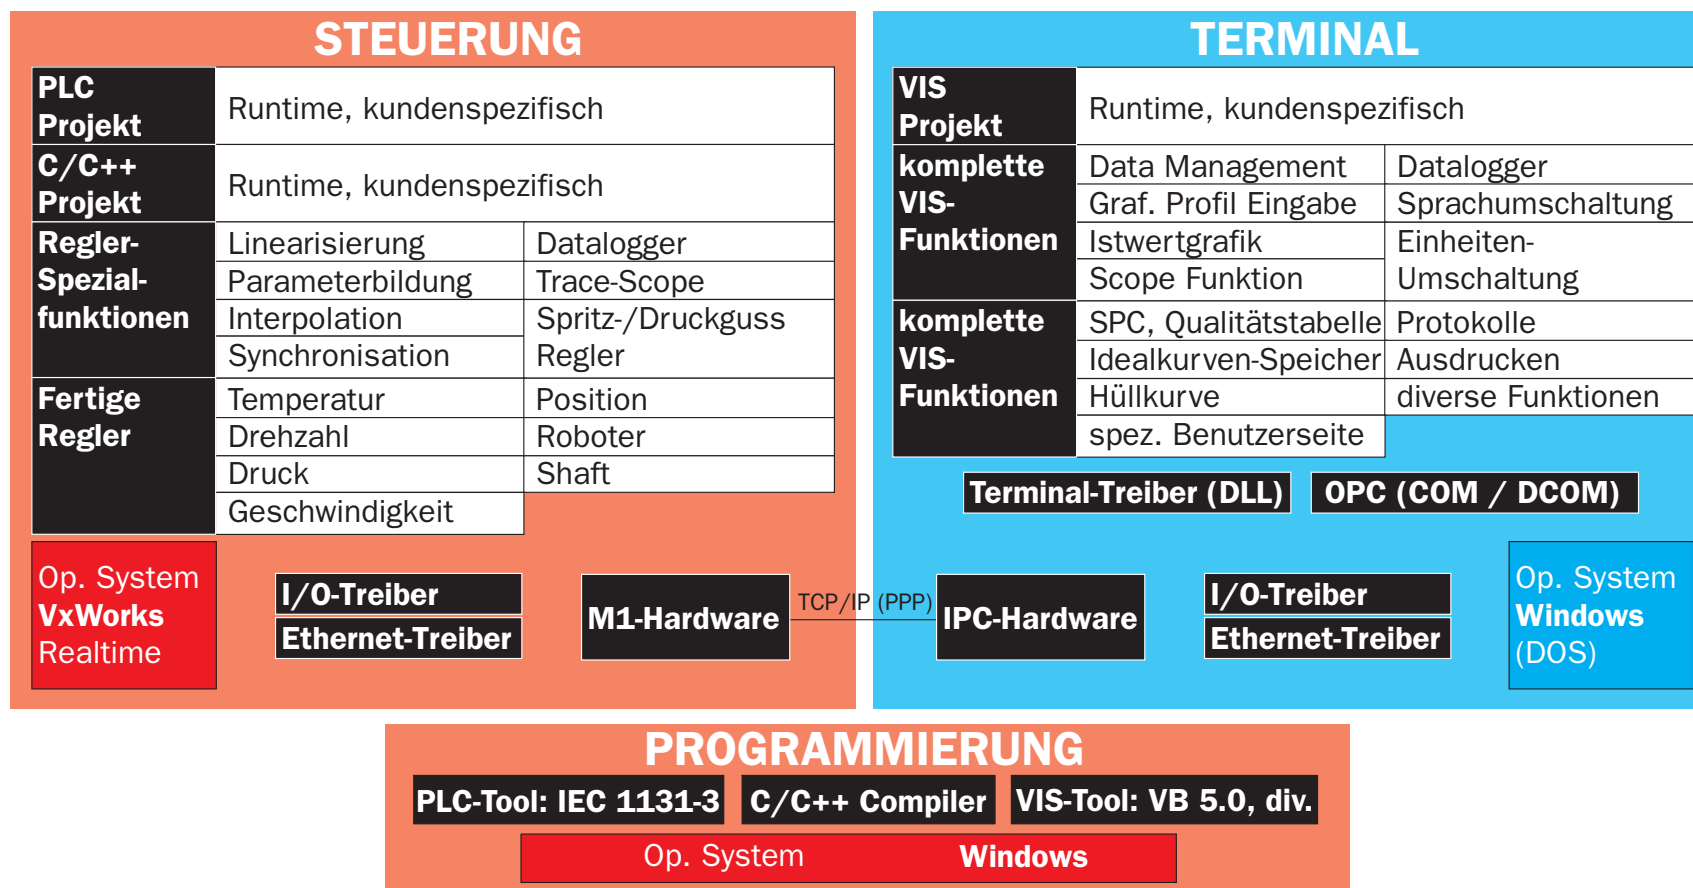 STEUERUNG
PLC
Projekt
Runtime, kundenspezifisch
C/C++
Projekt
Runtime, kundenspezifisch
Regler-
Spezial-
funktionen
Linearisierung
Datalogger
Parameterbildung
Trace-Scope
Interpolation
Spritz-/Druckguss
Synchronisation
Regler
Fertige
Regler
Temperatur
Position
Drehzahl
Roboter
Druck
Shaft
Geschwindigkeit
Op. System
VxWorks
Realtime
I/O-Treiber
Ethernet-Treiber
M1-Hardware
TCP/IP (PPP)
TERMINAL
VIS
Projekt
Runtime, kundenspezifisch
komplette
VIS-
Funktionen
Data Management
Datalogger
Graf. Profil Eingabe
Sprachumschaltung
Istwertgrafik
Einheiten-
Scope Funktion
Umschaltung
komplette
VIS-
Funktionen
SPC, Qualitätstabelle
Protokolle
Idealkurven-Speicher
Ausdrucken
Hüllkurve
diverse Funktionen
spez. Benutzerseite
Terminal-Treiber (DLL)
OPC (COM / DCOM)
IPC-Hardware
I/O-Treiber
Ethernet-Treiber
Op. System
Windows
(DOS)
PROGRAMMIERUNG
PLC-Tool: IEC 1131-3
C/C++ Compiler
VIS-Tool: VB 5.0, div.
Op. System Windows